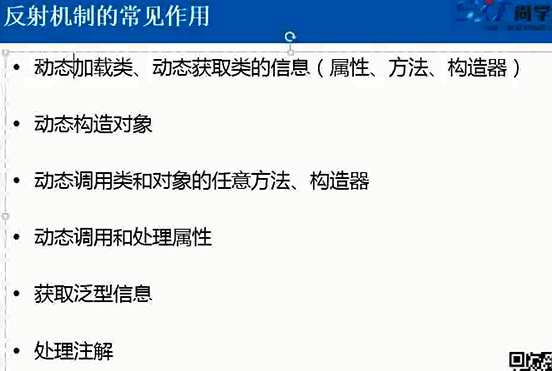 反射机制的常见作用
尚学
• 动态加载类、动态获取类的信息（属性、方法、构造器）
• 动态构造对象
• 动态调用类和对象的任意方法、构造器
• 动态调用和处理属性
• 获取泛型信息
• 处理注解